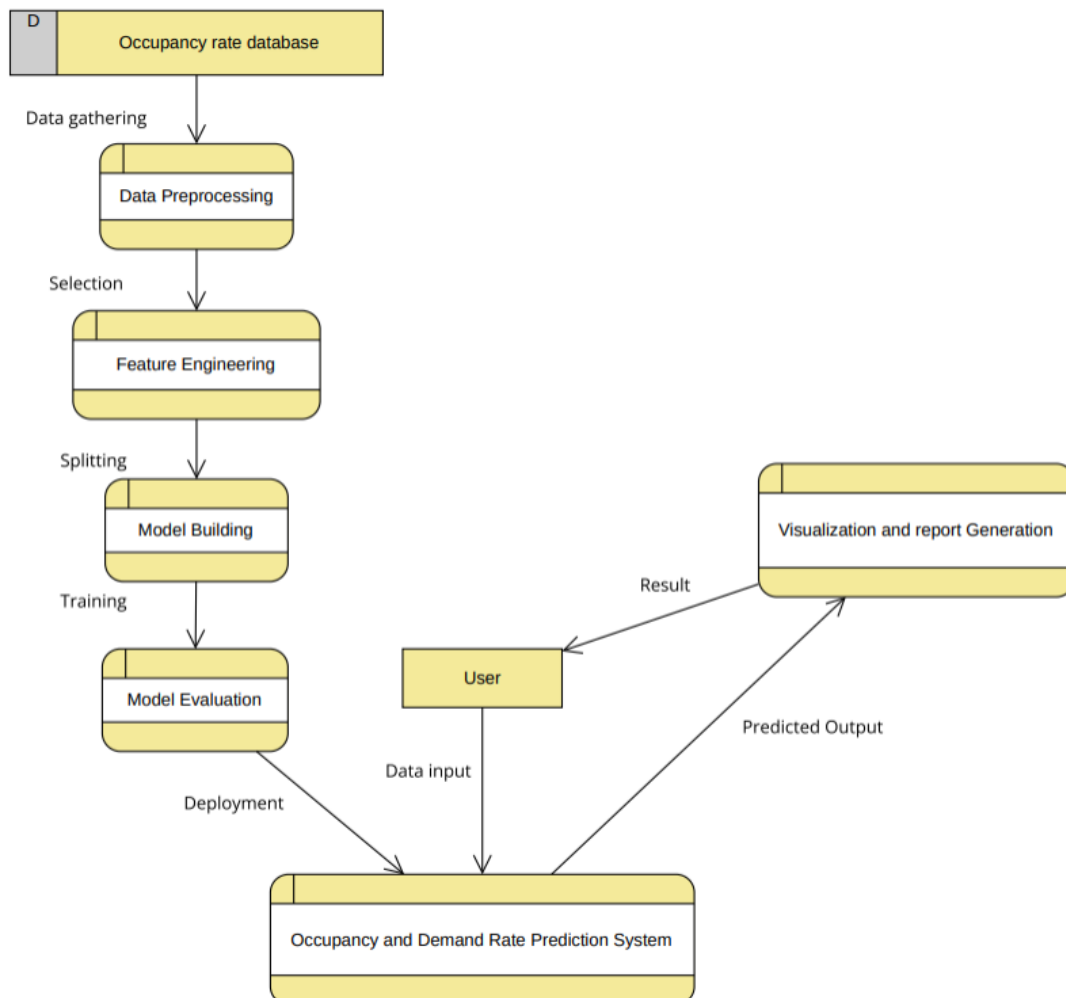 D
Occupancy rate database
Data gathering
Data Preprocessing
Selection
Feature Engineering
Splitting
Model Building
Visualization and report Generation
Training
Result
Model Evaluation
User
Predicted Output
Data input
Deployment
Occupancy and Demand Rate Prediction System